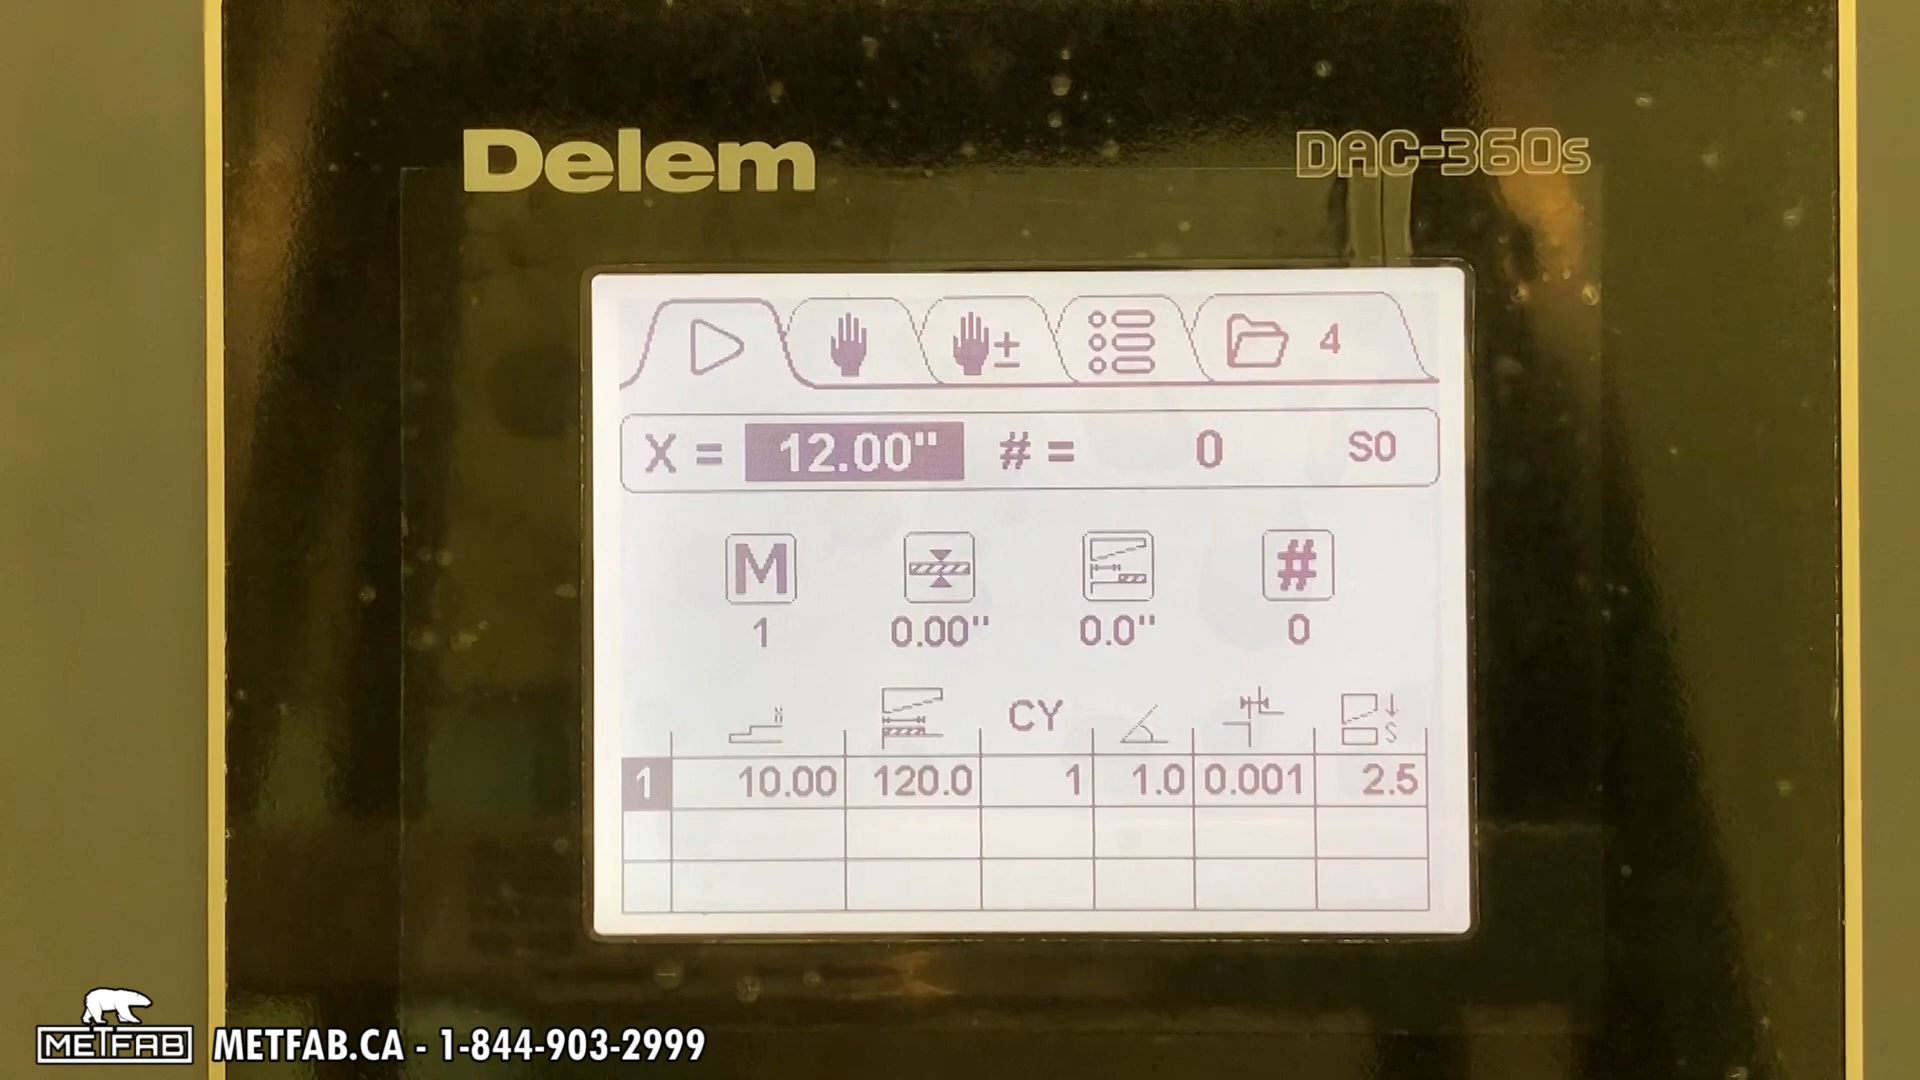 Delem
DAC-360s
4
X = 12.00" # = 0 S0
M # 
1 0.00" 0.0" 0
CY
1 10.00 120.0 1 1.0 0.001 2.5
METFAB METFAB.CA - 1-844-903-2999